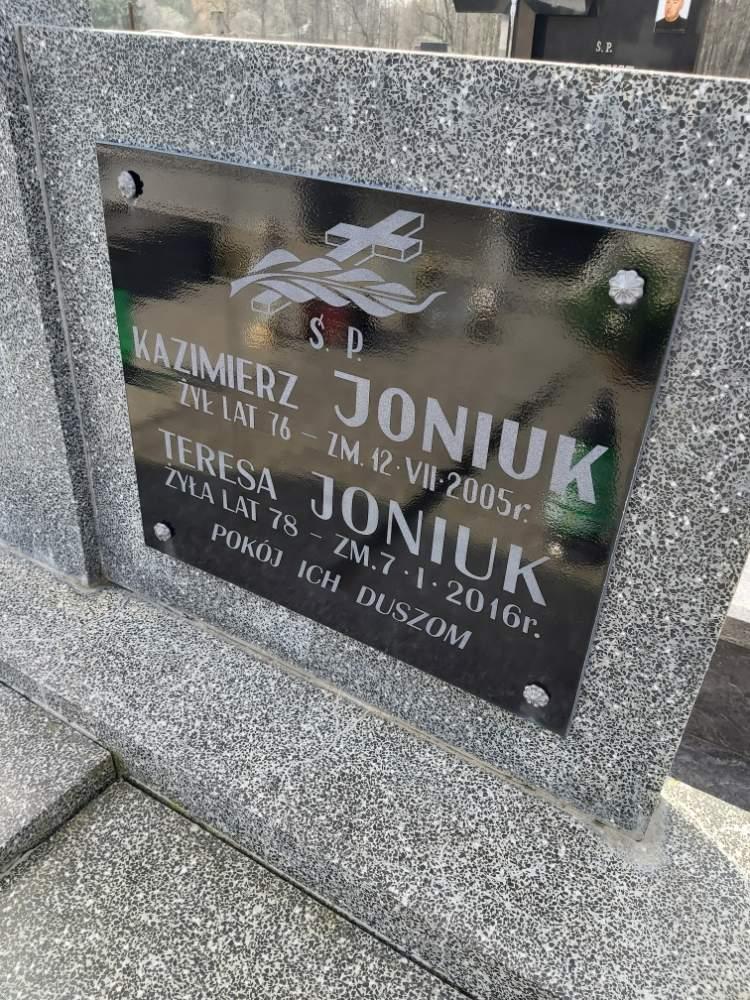 Ś.P.
Ś. P.
KAZIMIERZ JONIUK
ŻYŁ LAT 76 – ZM. 12·VII·2005r.
TERESA JONIUK
ŻYŁA LAT 78 – ZM. 7·I·2016r.
POKÓJ ICH DUSZOM